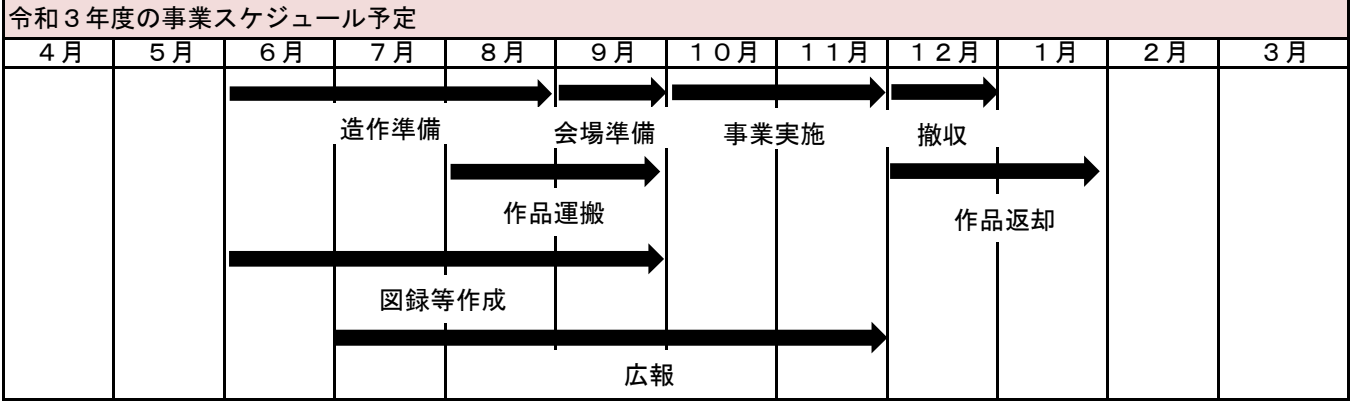 令和３年度の事業スケジュール予定
４月 ５月 ６月 ７月 ８月 ９月 １０月 １１月 １２月 １月 ２月 ３月
造作準備 会場準備 事業実施 撤収
作品運搬 作品返却
図録等作成
広報